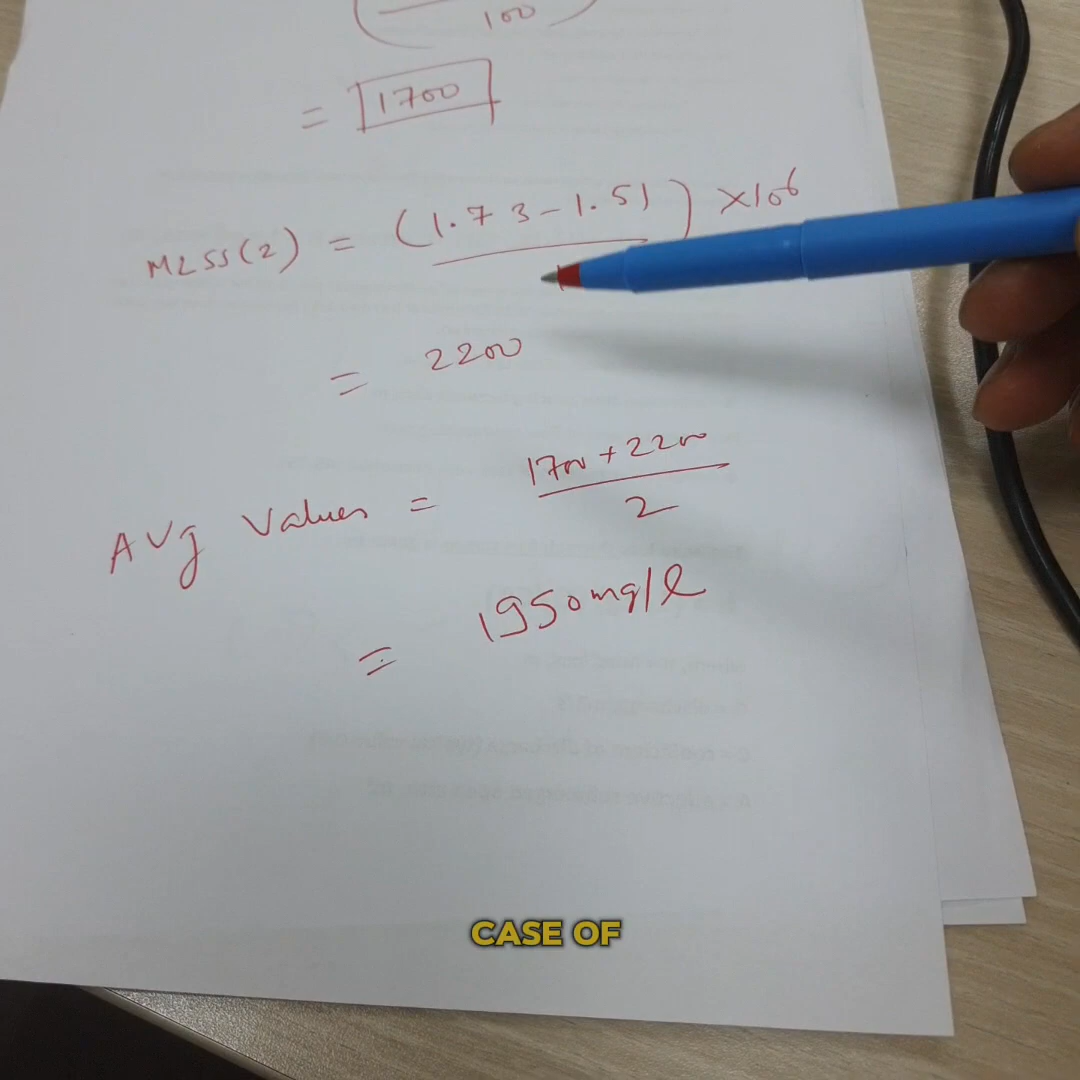 100
= 1700
MLSS(2) = (1.73-1.51) x106
= 2200
Avg Values = 1700+2200
2
= 1950mg/l
CASE OF